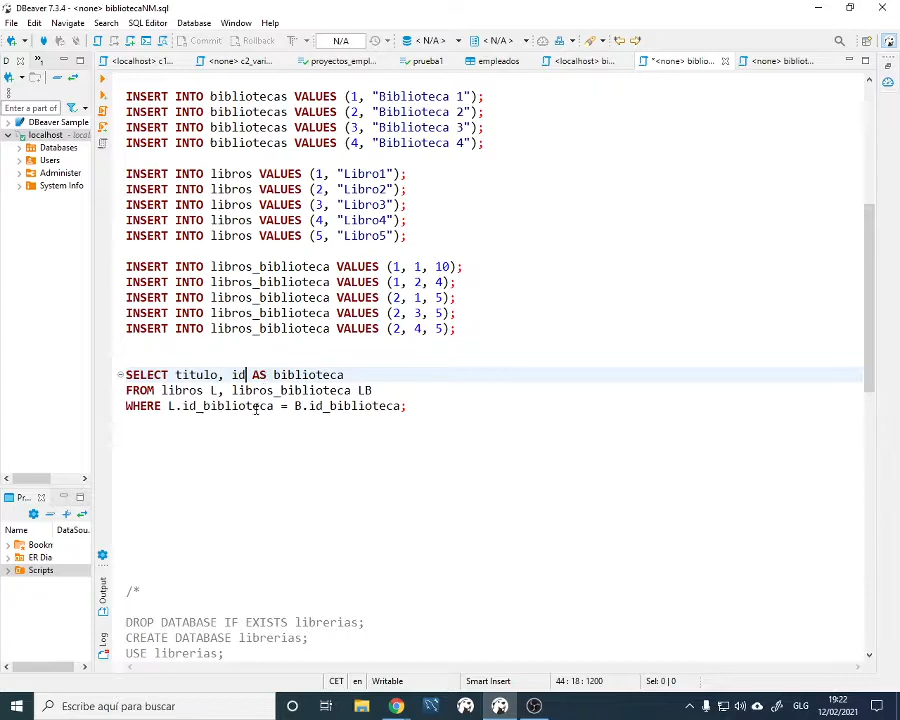 DBeaver 7.3.4 - <none> bibliotecaNM.sql
File Edit Navigate Search SQL Editor Database Window Help
Commit Rollback N/A < N/A > < N/A >
D <localhost> c1... <none> c2_vari... proyectos_empl... prueba1 empleados <localhost> bi... *<none> biblio... <none> bibliot...
Enter a part of
DBeaver Sample
localhost
Databases
Users
Administer
System Info
INSERT INTO bibliotecas VALUES (1, "Biblioteca 1");
INSERT INTO bibliotecas VALUES (2, "Biblioteca 2");
INSERT INTO bibliotecas VALUES (3, "Biblioteca 3");
INSERT INTO bibliotecas VALUES (4, "Biblioteca 4");
INSERT INTO libros VALUES (1, "Libro1");
INSERT INTO libros VALUES (2, "Libro2");
INSERT INTO libros VALUES (3, "Libro3");
INSERT INTO libros VALUES (4, "Libro4");
INSERT INTO libros VALUES (5, "Libro5");
INSERT INTO libros_biblioteca VALUES (1, 1, 10);
INSERT INTO libros_biblioteca VALUES (1, 2, 4);
INSERT INTO libros_biblioteca VALUES (2, 1, 5);
INSERT INTO libros_biblioteca VALUES (2, 3, 5);
INSERT INTO libros_biblioteca VALUES (2, 4, 5);
SELECT titulo, id AS biblioteca
FROM libros L, libros_biblioteca LB
WHERE L.id_biblioteca = B.id_biblioteca;
/*
DROP DATABASE IF EXISTS librerias;
CREATE DATABASE librerias;
USE librerias;
Pr...
Name DataSou
Bookm
ER Dia
Scripts
Output
Log
CET en Writable Smart Insert 44 : 18 : 1200 Sel: 0 | 0
Escribe aquí para buscar
GLG
19:22
12/02/2021